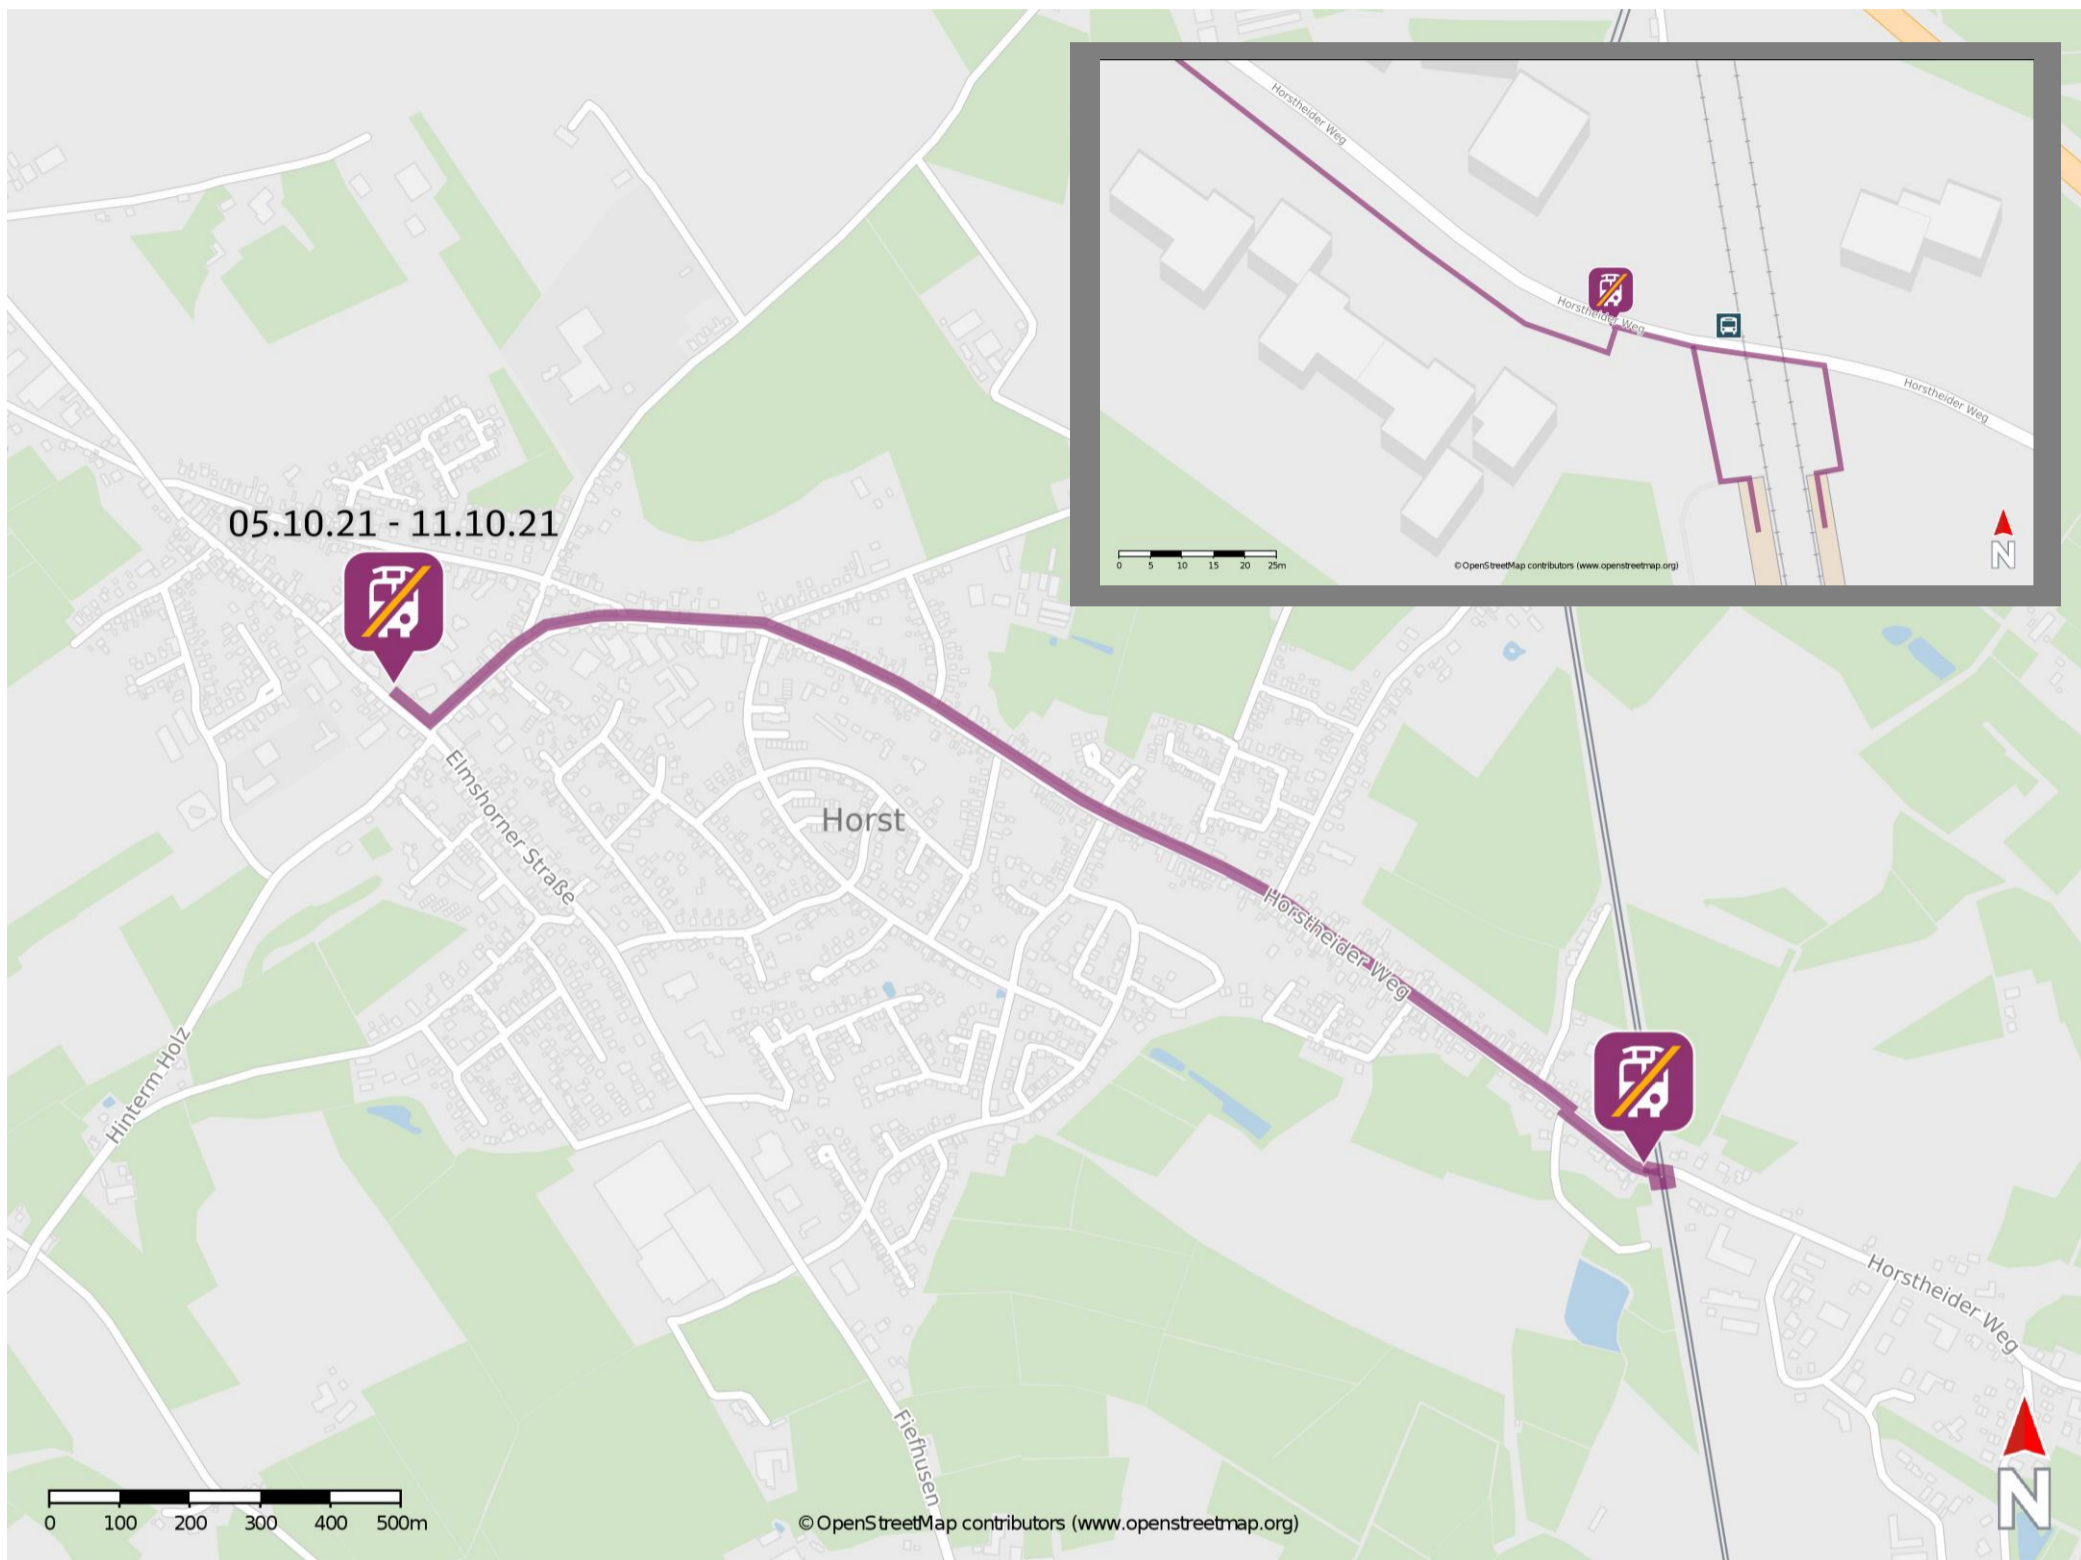 Horstheider Weg
Horstheider Weg
Horstheider Weg
0 5 10 15 20 25m
© OpenStreetMap contributors (www.openstreetmap.org)
N
05.10.21 - 11.10.21
Elmshorner Straße
Horst
Horstheider Weg
Hinterm Holz
Horstheider Weg
Fiefhusen
0 100 200 300 400 500m
© OpenStreetMap contributors (www.openstreetmap.org)
N